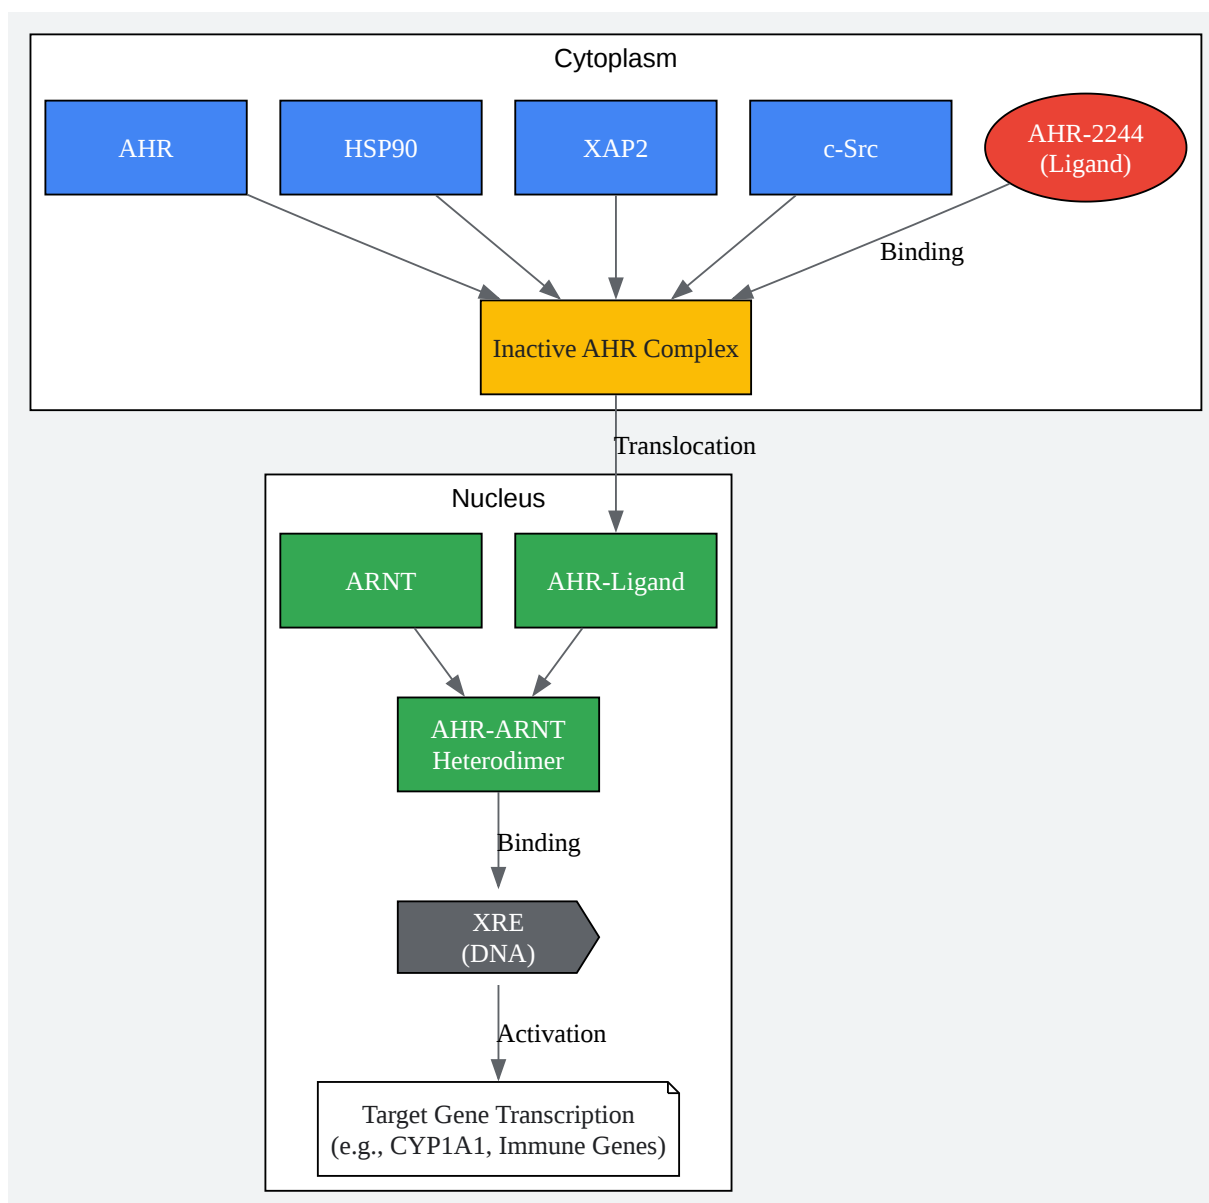 Cytoplasm
AHR
HSP90
XAP2
c-Src
AHR-2244
(Ligand)
Binding
Inactive AHR Complex
Translocation
Nucleus
ARNT
AHR-Ligand
AHR-ARNT
Heterodimer
Binding
XRE
(DNA)
Activation
Target Gene Transcription
(e.g., CYP1A1, Immune Genes)